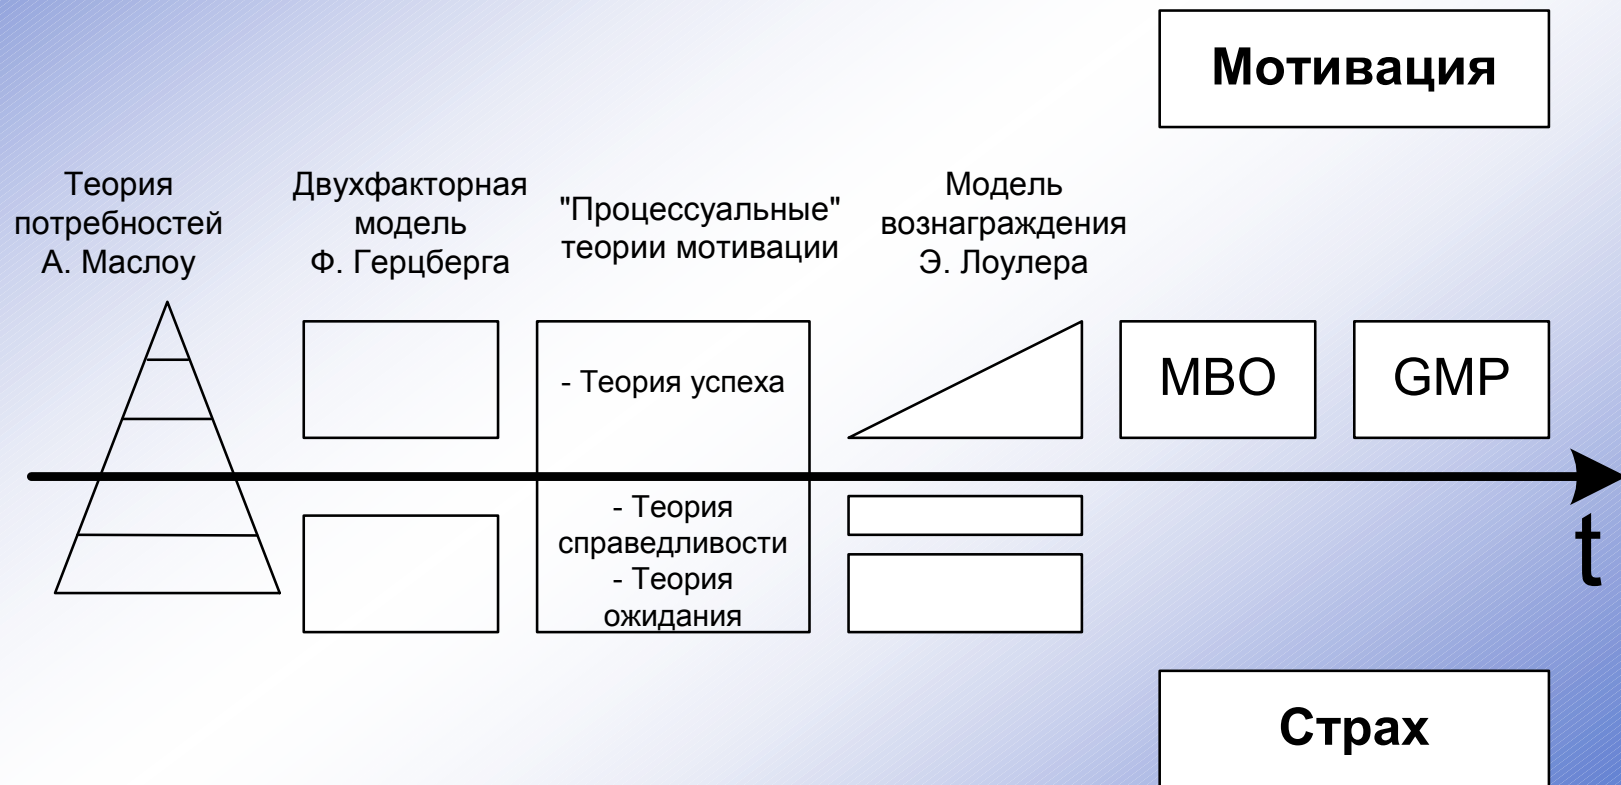 Мотивация
Теория
потребностей
А. Маслоу
Двухфакторная
модель
Ф. Герцберга
"Процессуальные"
теории мотивации
Модель
вознаграждения
Э. Лоулера
- Теория успеха
MBO
GMP
- Теория
справедливости
- Теория
ожидания
t
Страх